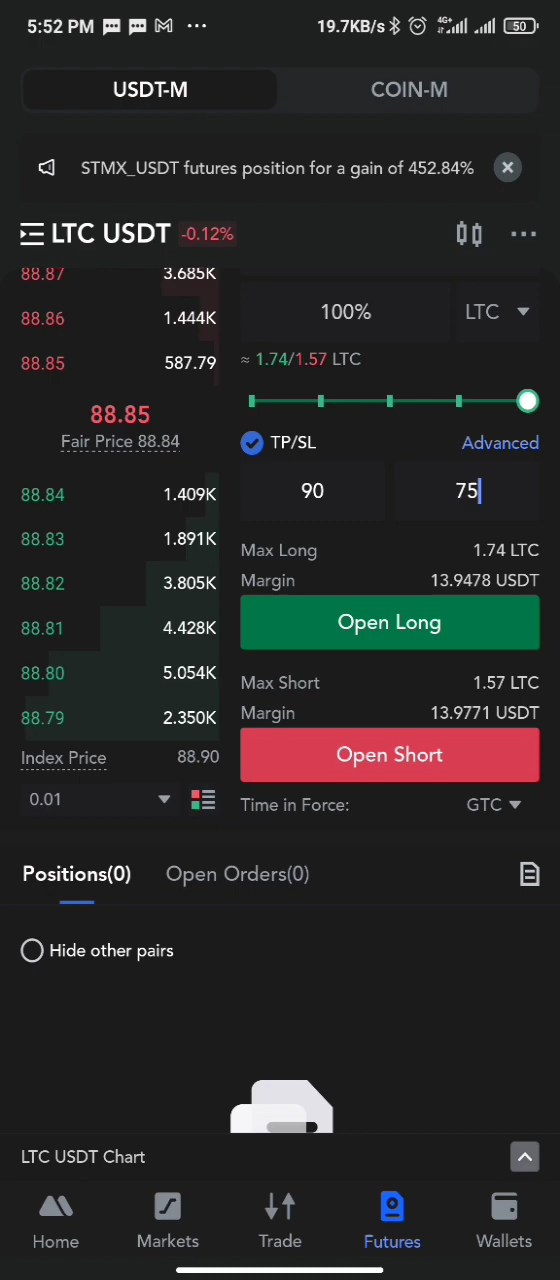 5:52 PM 19.7KB/s 4G+ 50
USDT-M COIN-M
STMX_USDT futures position for a gain of 452.84%
LTC USDT -0.12%
88.87 3.685K
88.86 1.444K
88.85 587.79
88.85
Fair Price 88.84
88.84 1.409K
88.83 1.891K
88.82 3.805K
88.81 4.428K
88.80 5.054K
88.79 2.350K
Index Price 88.90
0.01
100% LTC
≈ 1.74/1.57 LTC
TP/SL Advanced
90 75
Max Long 1.74 LTC
Margin 13.9478 USDT
Open Long
Max Short 1.57 LTC
Margin 13.9771 USDT
Open Short
Time in Force: GTC
Positions(0) Open Orders(0)
Hide other pairs
LTC USDT Chart
Home Markets Trade Futures Wallets